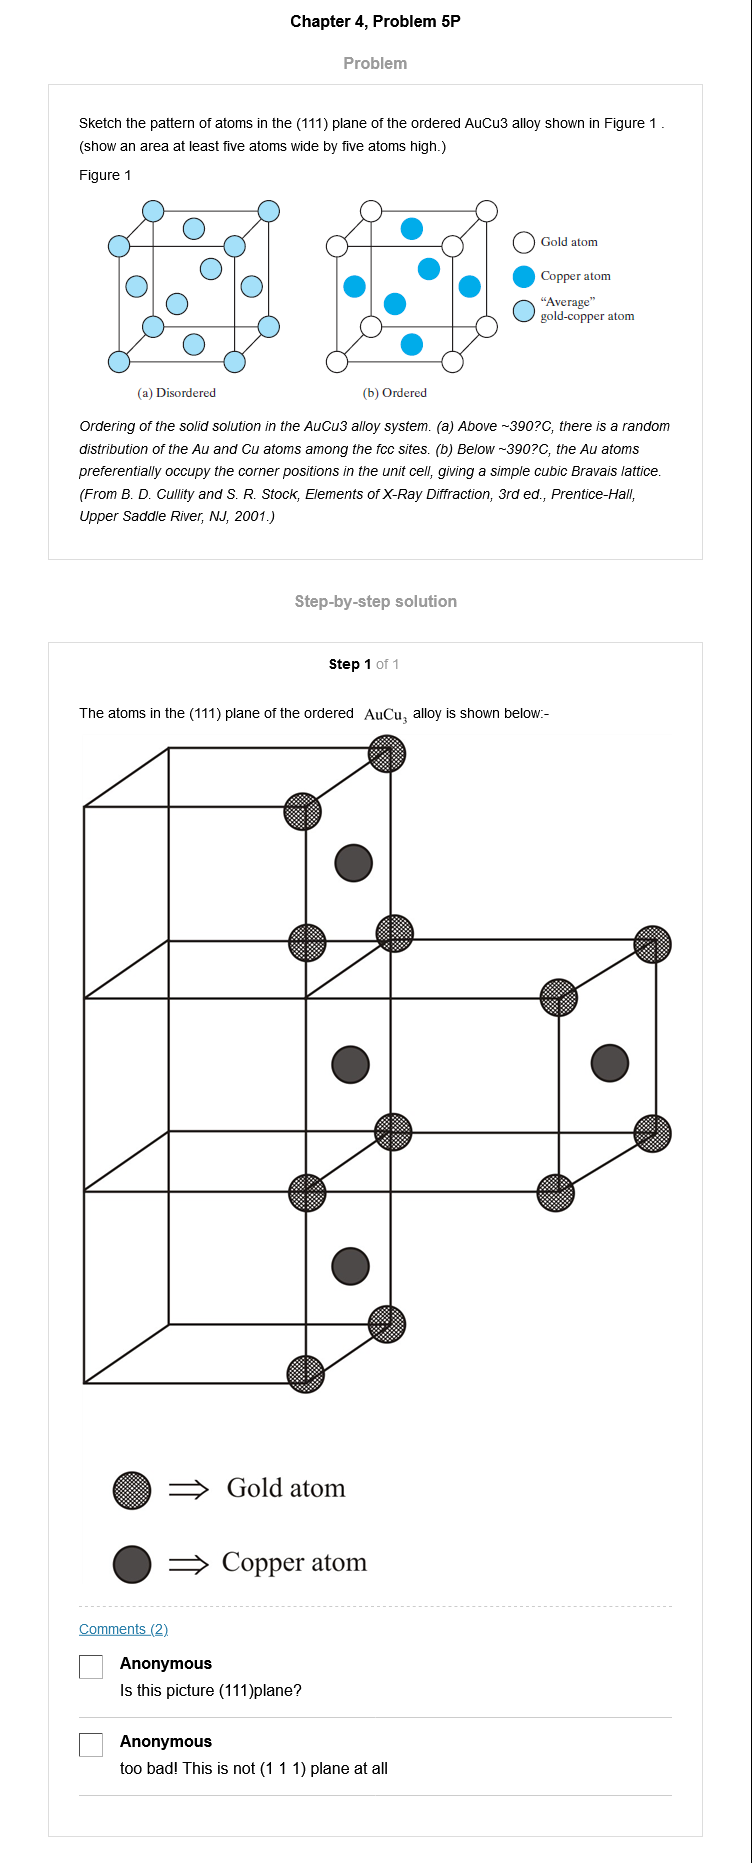 Chapter 4, Problem 5P
Problem
Sketch the pattern of atoms in the (111) plane of the ordered AuCu3 alloy shown in Figure 1 .
(show an area at least five atoms wide by five atoms high.)
Figure 1
Gold atom
Copper atom
“Average”
gold-copper atom
(a) Disordered
(b) Ordered
Ordering of the solid solution in the AuCu3 alloy system. (a) Above ~390?C, there is a random
distribution of the Au and Cu atoms among the fcc sites. (b) Below ~390?C, the Au atoms
preferentially occupy the corner positions in the unit cell, giving a simple cubic Bravais lattice.
(From B. D. Cullity and S. R. Stock, Elements of X-Ray Diffraction, 3rd ed., Prentice-Hall,
Upper Saddle River, NJ, 2001.)
Step-by-step solution
Step 1 of 1
The atoms in the (111) plane of the ordered AuCu₃ alloy is shown below:-
⇒ Gold atom
⇒ Copper atom
Comments (2)
Anonymous
Is this picture (111)plane?
Anonymous
too bad! This is not (1 1 1) plane at all